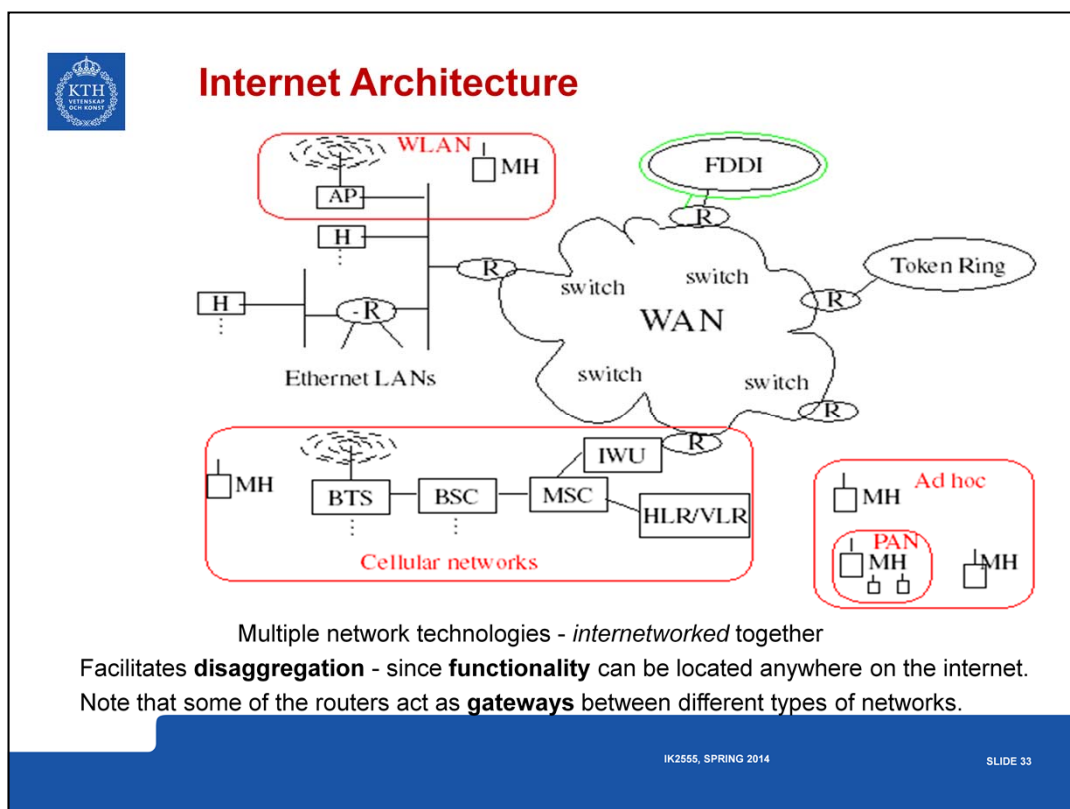 KTH
VETENSKAP
OCH KONST
Internet Architecture
WLAN
MH
AP
H
H
R
-R
Ethernet LANs
FDDI
R
Token Ring
R
switch
switch
WAN
switch
switch
R
R
IWU
MH
BTS
BSC
MSC
HLR/VLR
Cellular networks
Ad hoc
MH
PAN
MH
MH
Multiple network technologies - internetworked together
Facilitates disaggregation - since functionality can be located anywhere on the internet.
Note that some of the routers act as gateways between different types of networks.
IK2555, SPRING 2014
SLIDE 33